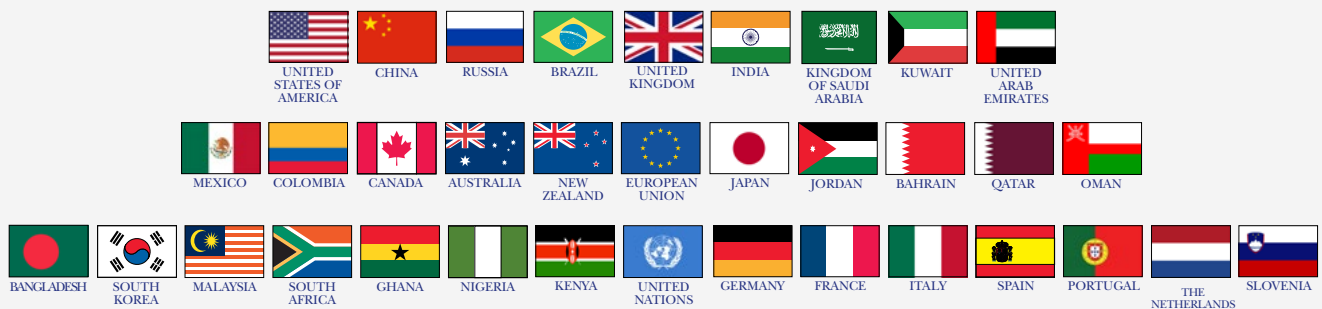 UNITED
STATES OF
AMERICA
CHINA
RUSSIA
BRAZIL
UNITED
KINGDOM
INDIA
KINGDOM
OF SAUDI
ARABIA
KUWAIT
UNITED
ARAB
EMIRATES
MEXICO
COLOMBIA
CANADA
AUSTRALIA
NEW
ZEALAND
EUROPEAN
UNION
JAPAN
JORDAN
BAHRAIN
QATAR
OMAN
BANGLADESH
SOUTH
KOREA
MALAYSIA
SOUTH
AFRICA
GHANA
NIGERIA
KENYA
UNITED
NATIONS
GERMANY
FRANCE
ITALY
SPAIN
PORTUGAL
THE
NETHERLANDS
SLOVENIA